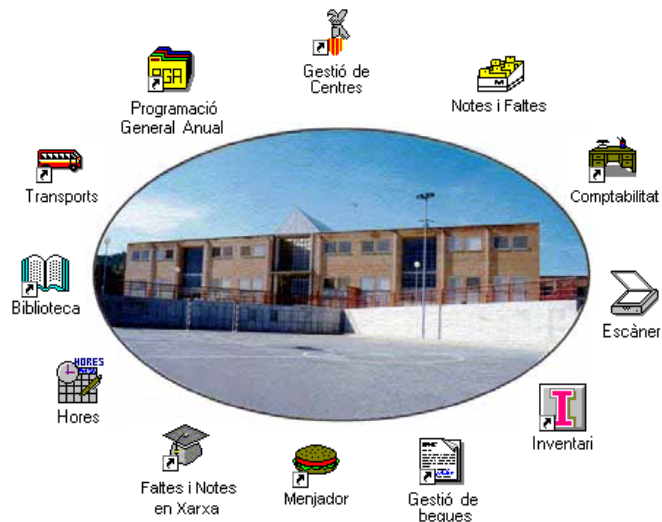 Gestió de
Centres
Programació
General Anual
Notes i Faltes
Transports
Comptabilitat
Biblioteca
Escàner
Hores
HORES
Inventari
Faltes i Notes
en Xarxa
Menjador
Gestió de
beques